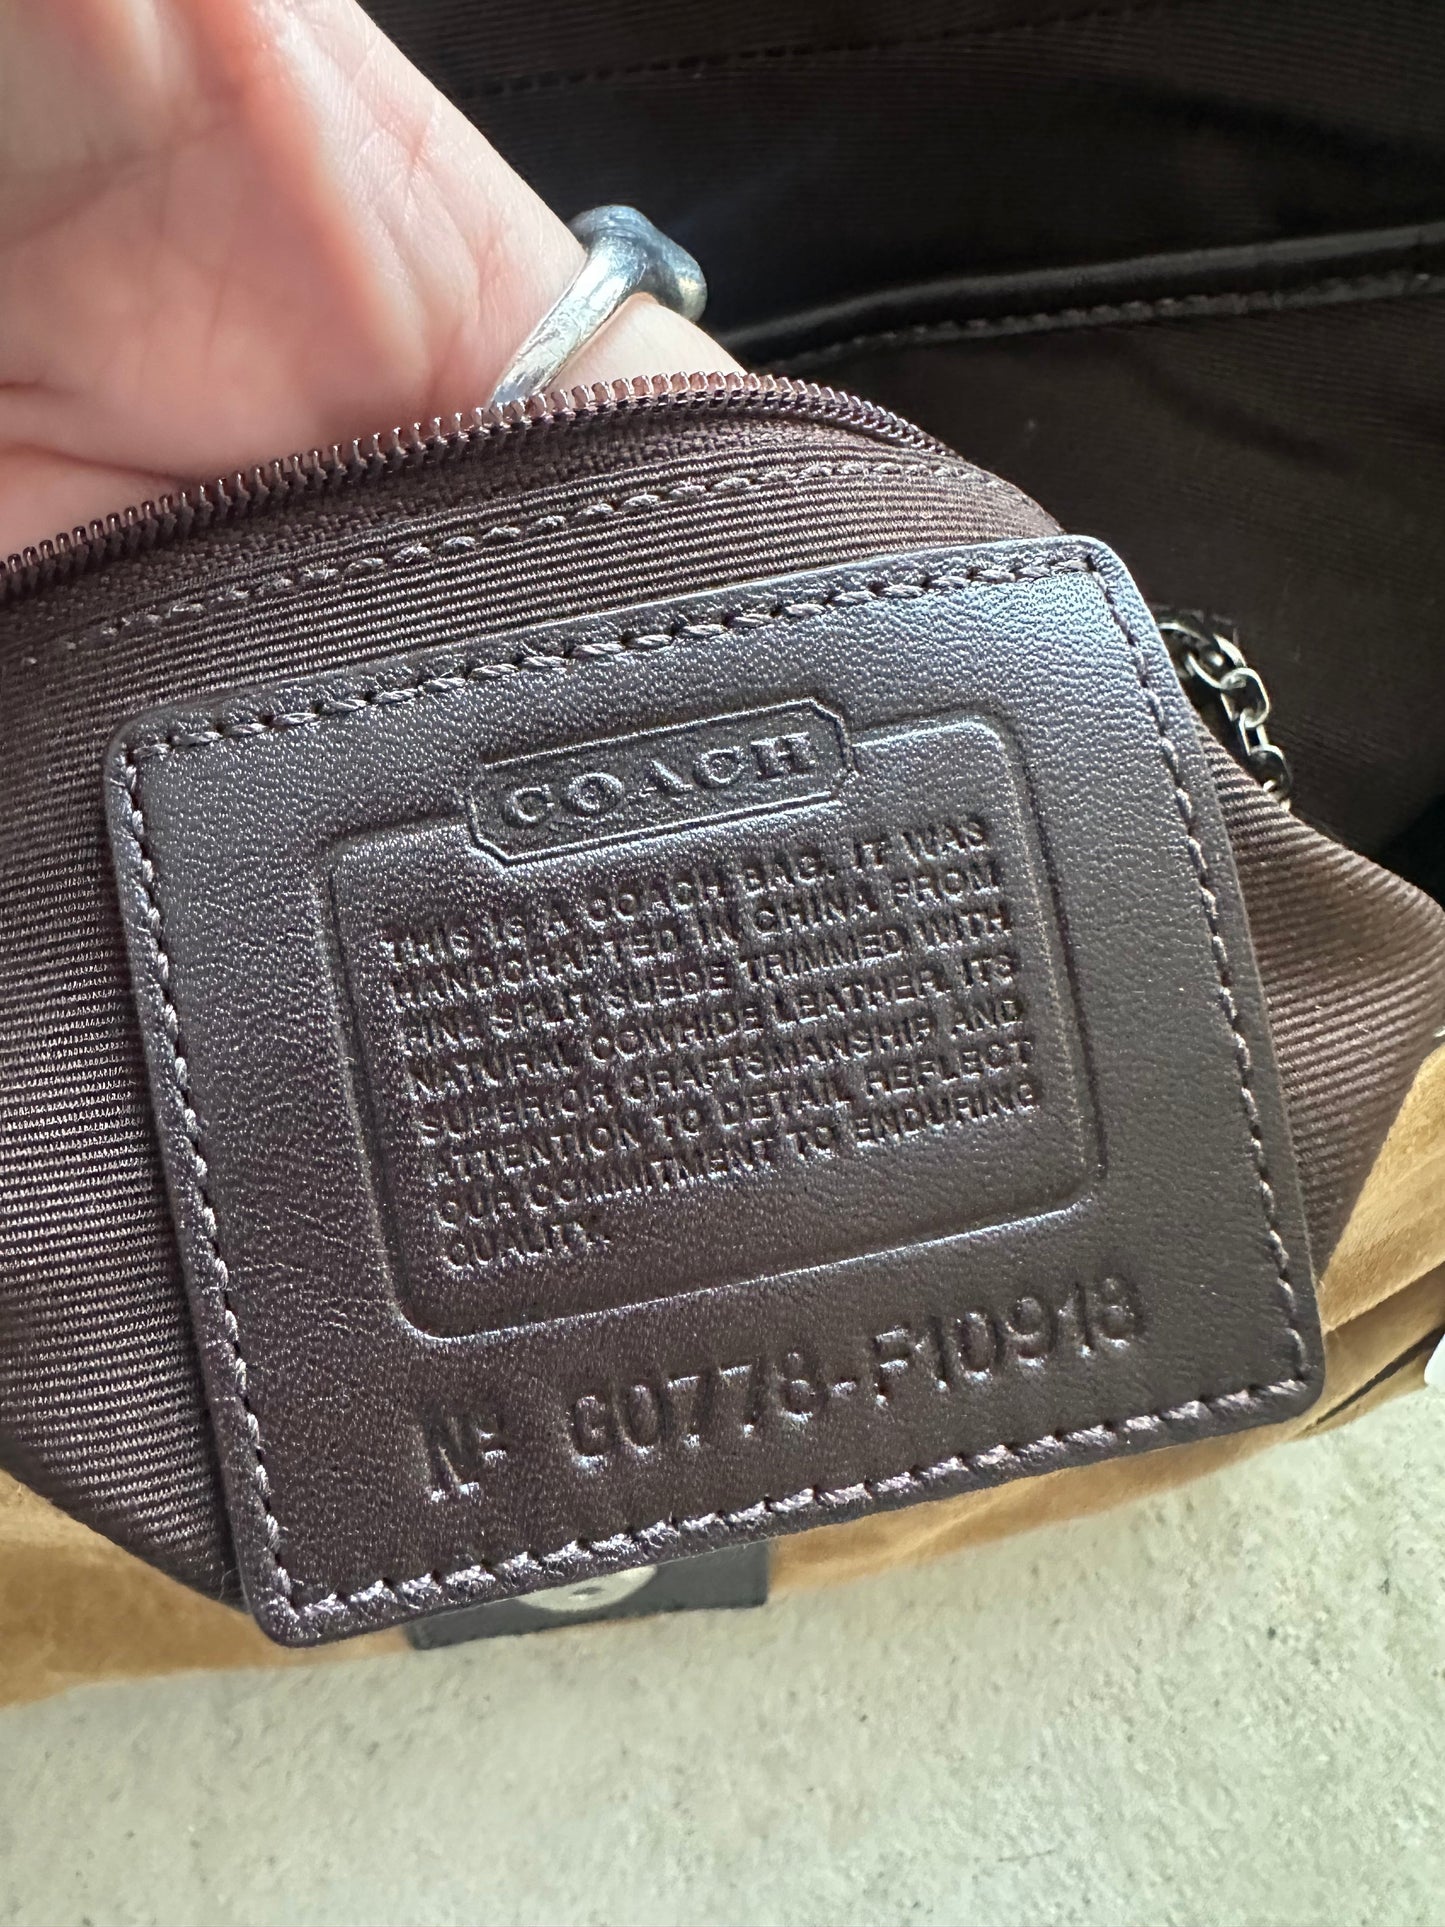 COACH
THIS IS A COACH BAG. IT WAS
HANDCRAFTED IN CHINA FROM
FINE SPLIT SUEDE TRIMMED WITH
NATURAL COWHIDE LEATHER. ITS
SUPERIOR CRAFTSMANSHIP AND
ATTENTION TO DETAIL REFLECT
OUR COMMITMENT TO ENDURING
QUALITY.
Nº G0778-F10918